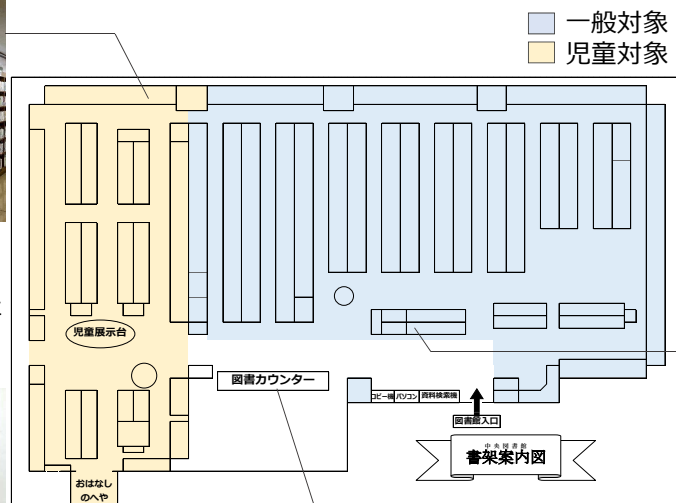 一般対象
児童対象
児童展示台
図書カウンター
コピー機
パソコン
資料検索機
図書館入口
中央図書館
書架案内図
おはなし
のへや